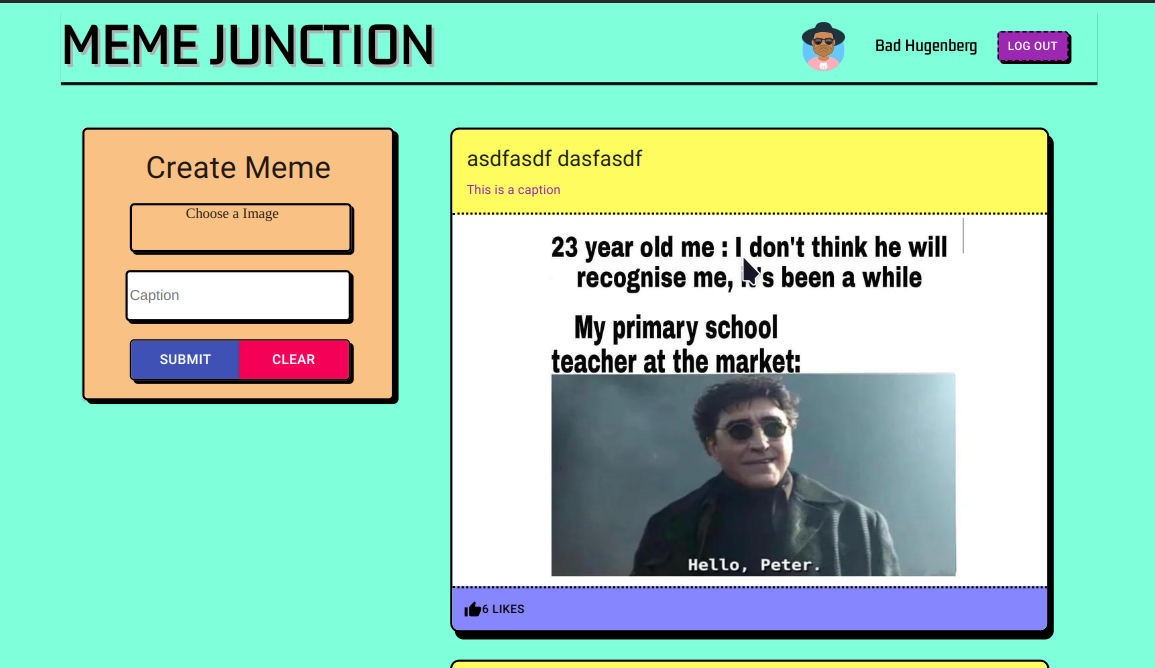 MEME JUNCTION
Bad Hugenberg
LOG OUT
Create Meme
Choose a Image
Caption
SUBMIT
CLEAR
asdfasdf dasfasdf
This is a caption
23 year old me : I don't think he will
recognise me, it's been a while
My primary school
teacher at the market:
Hello, Peter.
6 LIKES